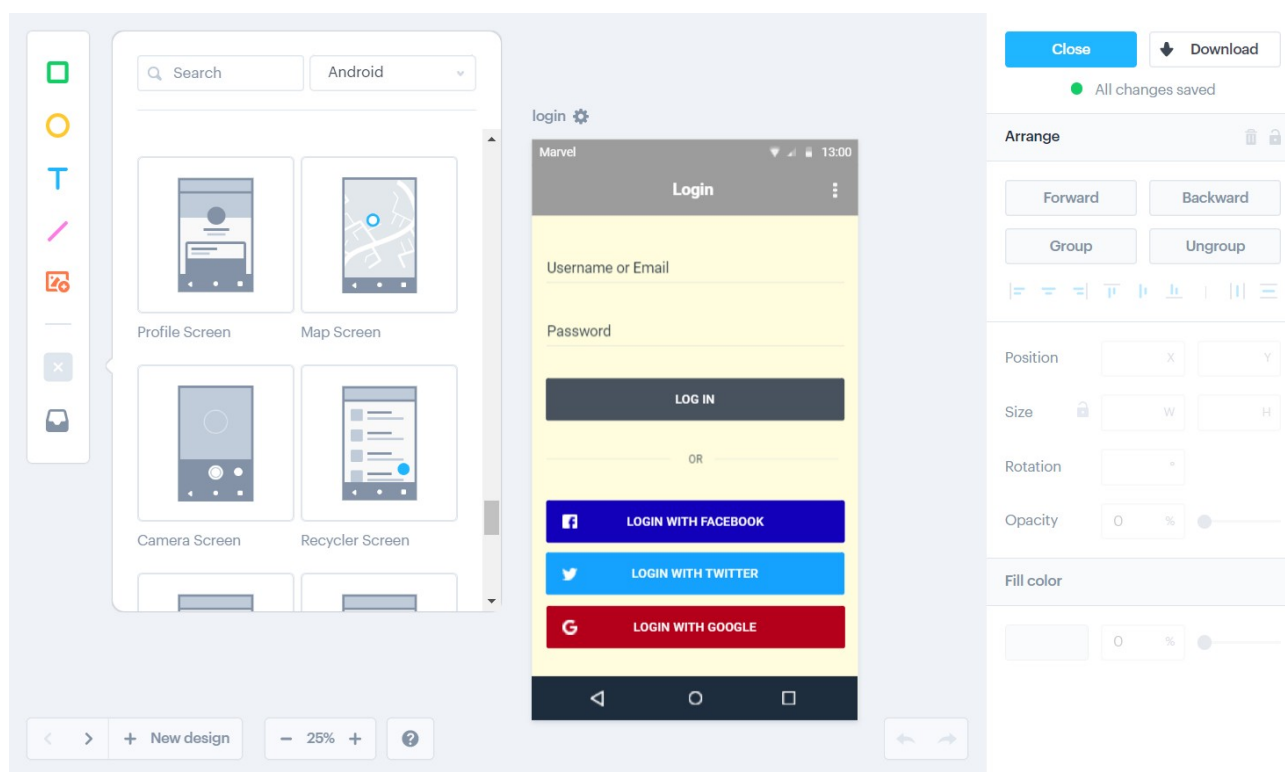 Search
Android
Profile Screen
Map Screen
Camera Screen
Recycler Screen
New design
25%
login
Marvel
13:00
Login
Username or Email
Password
LOG IN
OR
LOGIN WITH FACEBOOK
LOGIN WITH TWITTER
LOGIN WITH GOOGLE
Close
Download
All changes saved
Arrange
Forward
Backward
Group
Ungroup
Position
X
Y
Size
W
H
Rotation
°
Opacity
0
%
Fill color
0
%